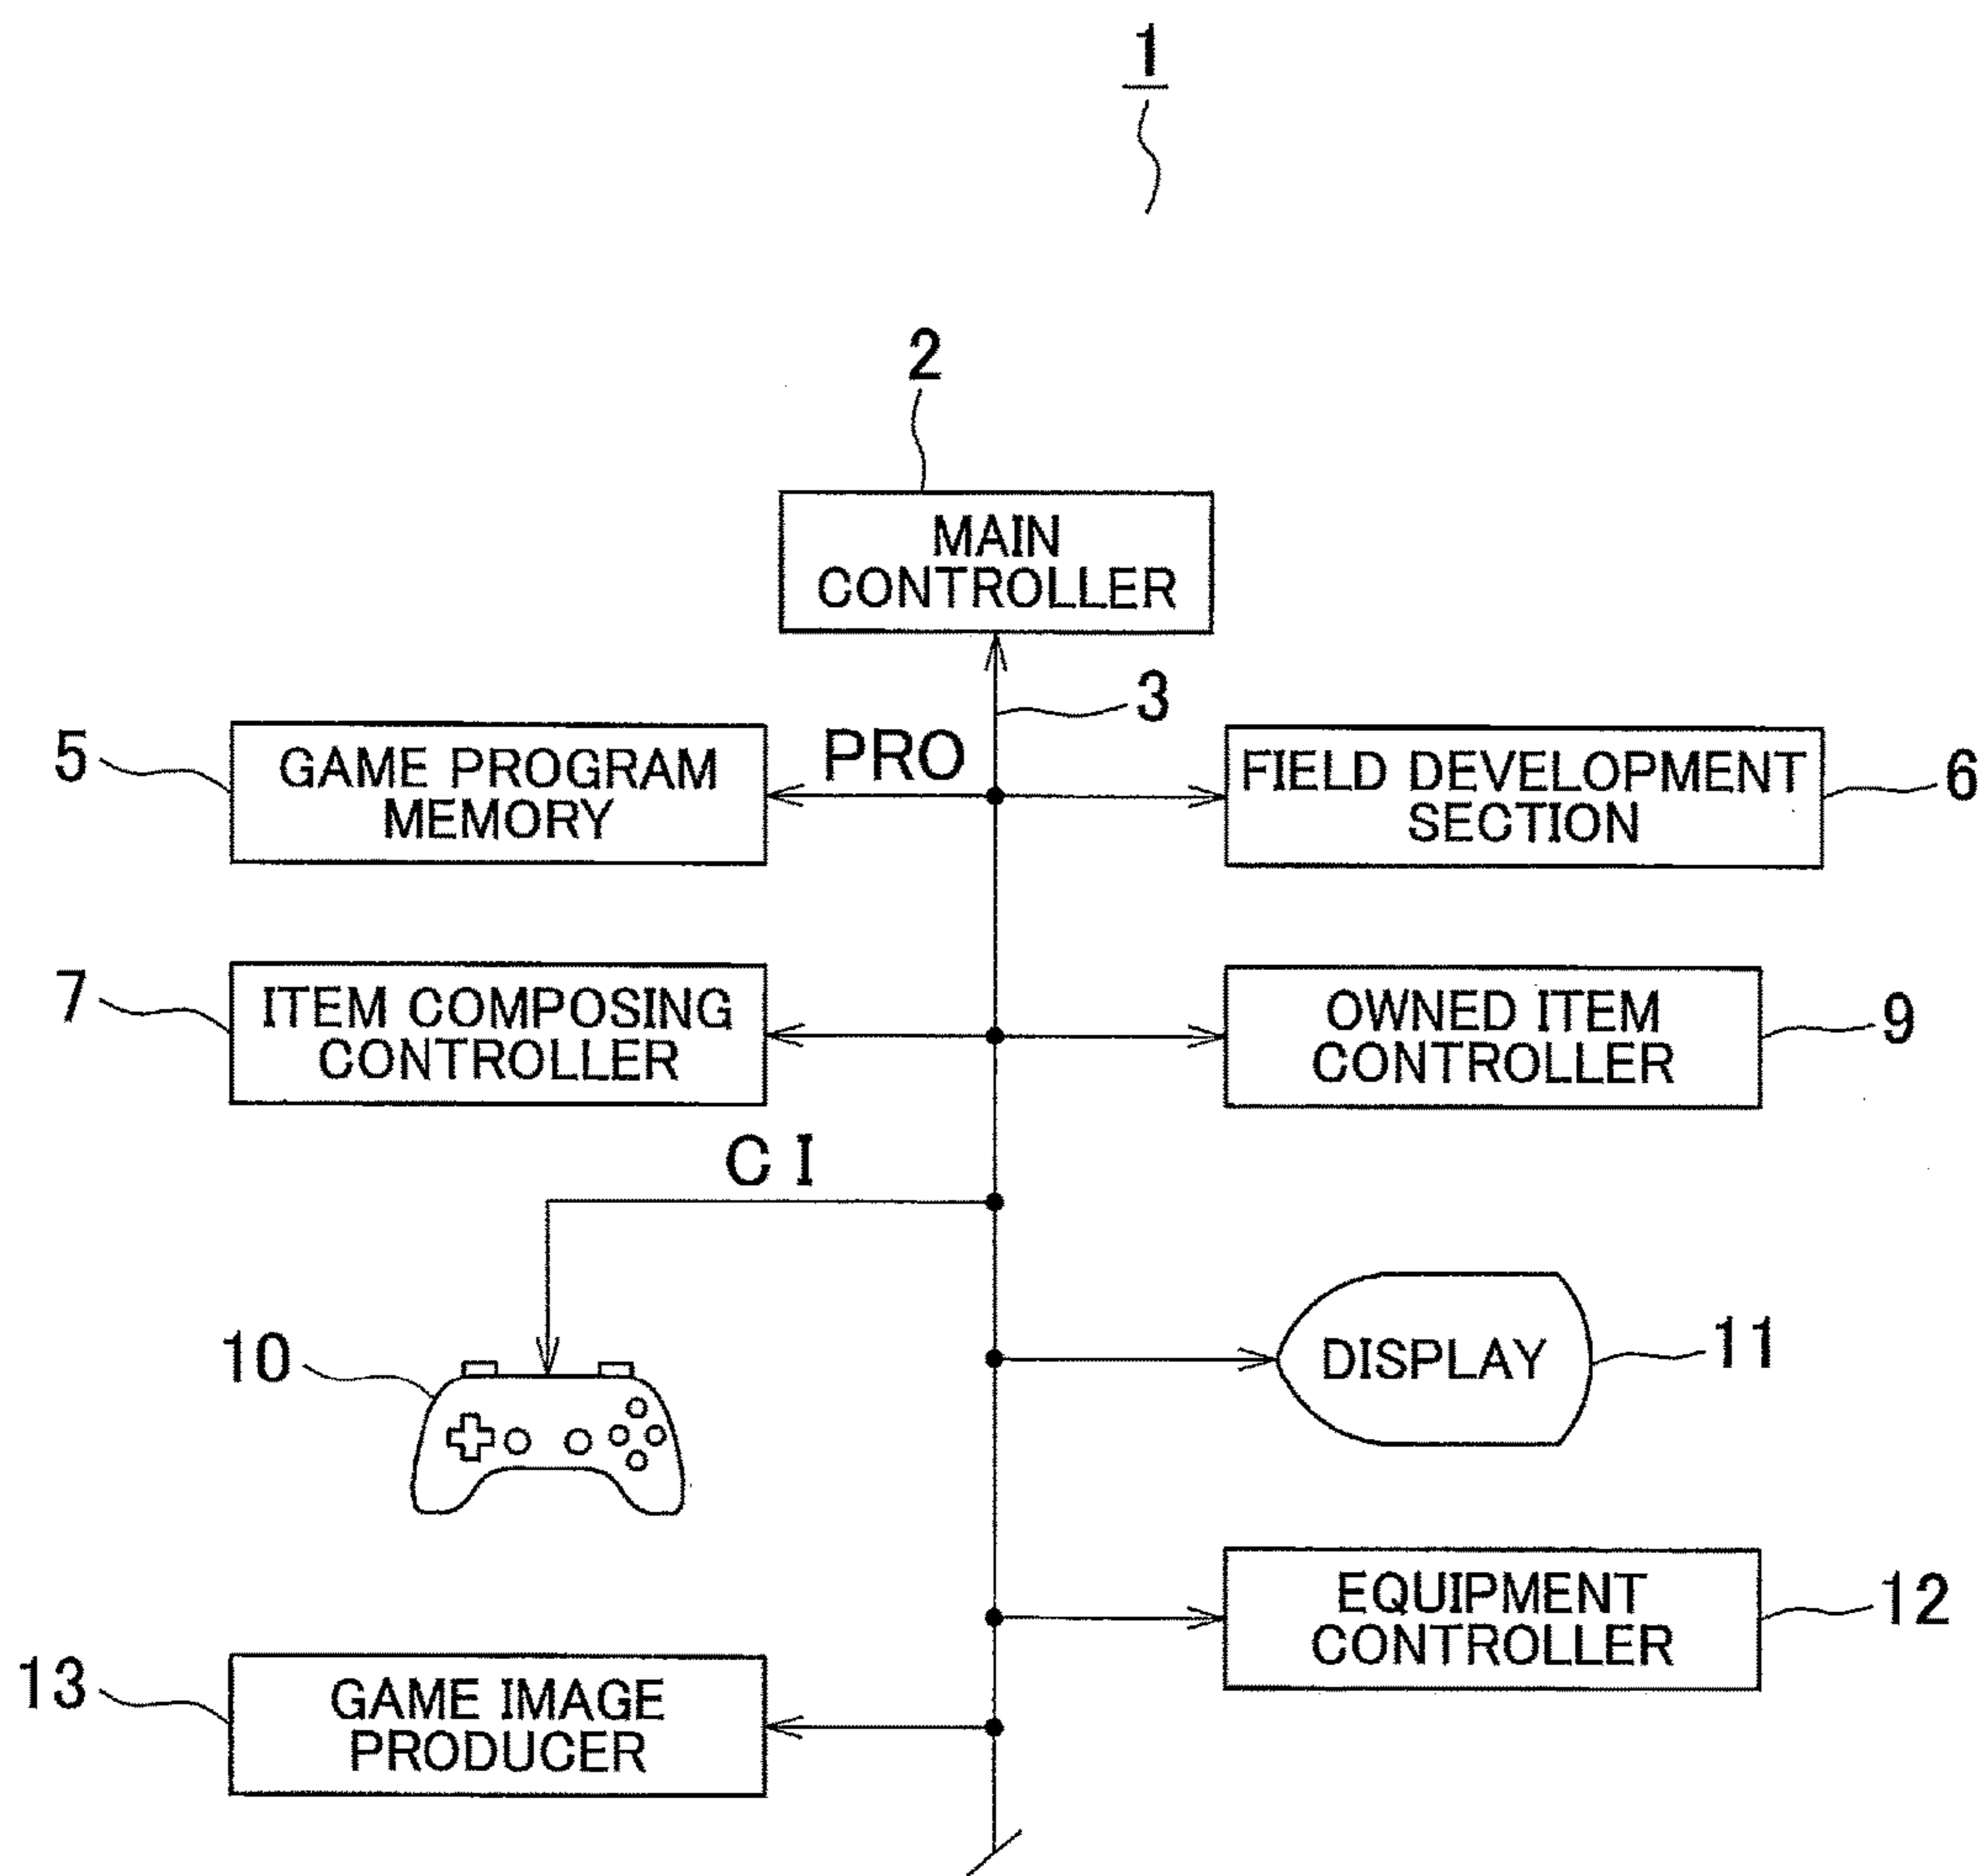 1
2
MAIN
CONTROLLER
3
5
GAME PROGRAM
MEMORY
PRO
FIELD DEVELOPMENT
SECTION
6
7
ITEM COMPOSING
CONTROLLER
OWNED ITEM
CONTROLLER
9
C I
10
DISPLAY
11
EQUIPMENT
CONTROLLER
12
13
GAME IMAGE
PRODUCER